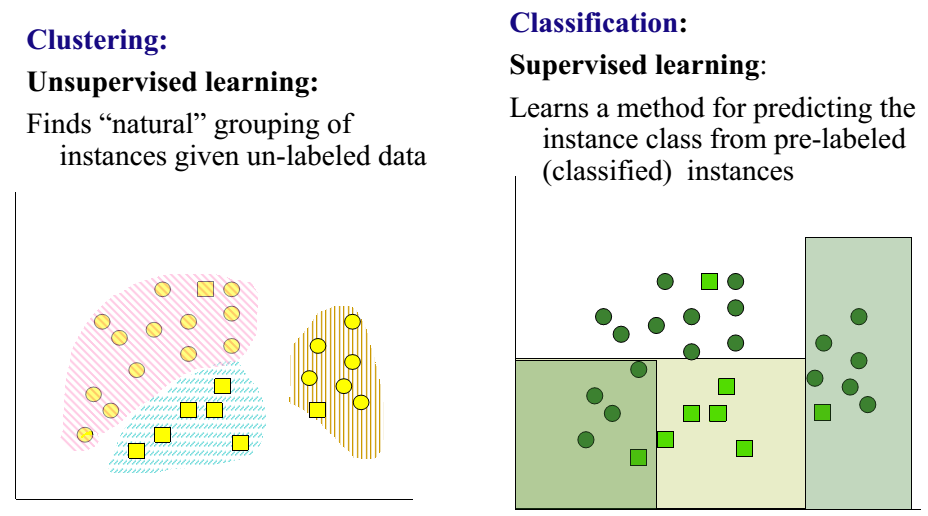 Clustering:
Unsupervised learning:
Finds “natural” grouping of
instances given un-labeled data
Classification:
Supervised learning:
Learns a method for predicting the
instance class from pre-labeled
(classified) instances